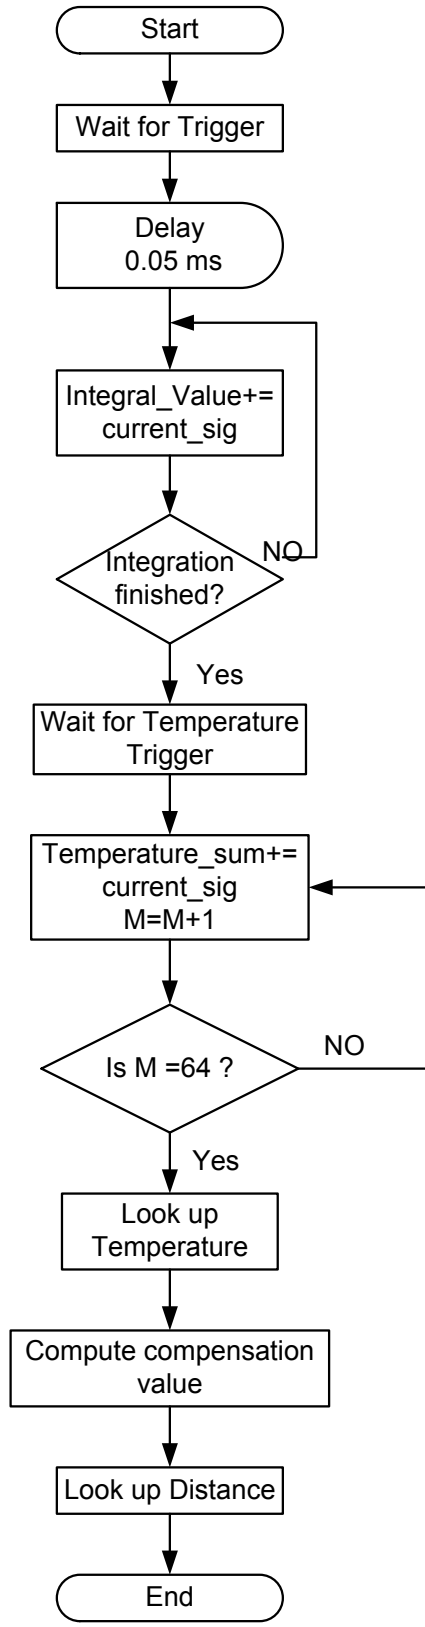 Start
Wait for Trigger
Delay
0.05 ms
Integral_Value+=
current_sig
NO
Integration
finished?
Yes
Wait for Temperature
Trigger
Temperature_sum+=
current_sig
M=M+1
NO
Is M =64 ?
Yes
Look up
Temperature
Compute compensation
value
Look up Distance
End